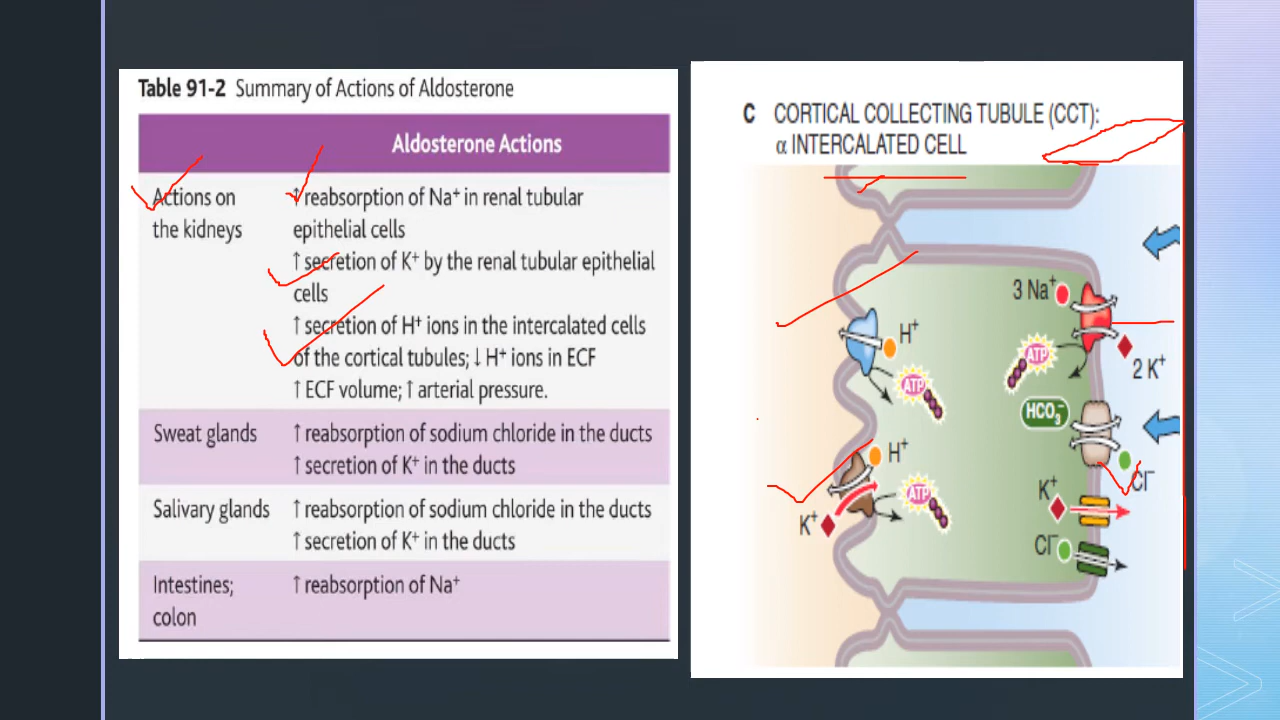 Table 91-2 Summary of Actions of Aldosterone
Aldosterone Actions
Actions on
the kidneys
↑ reabsorption of Na⁺ in renal tubular
epithelial cells
↑ secretion of K⁺ by the renal tubular epithelial
cells
↑ secretion of H⁺ ions in the intercalated cells
of the cortical tubules; ↓ H⁺ ions in ECF
↑ ECF volume; ↑ arterial pressure.
Sweat glands
↑ reabsorption of sodium chloride in the ducts
↑ secretion of K⁺ in the ducts
Salivary glands
↑ reabsorption of sodium chloride in the ducts
↑ secretion of K⁺ in the ducts
Intestines;
colon
↑ reabsorption of Na⁺
C CORTICAL COLLECTING TUBULE (CCT):
α INTERCALATED CELL
3 Na⁺
H⁺
ATP
2 K⁺
ATP
HCO₃⁻
H⁺
Cl⁻
K⁺
ATP
K⁺
Cl⁻